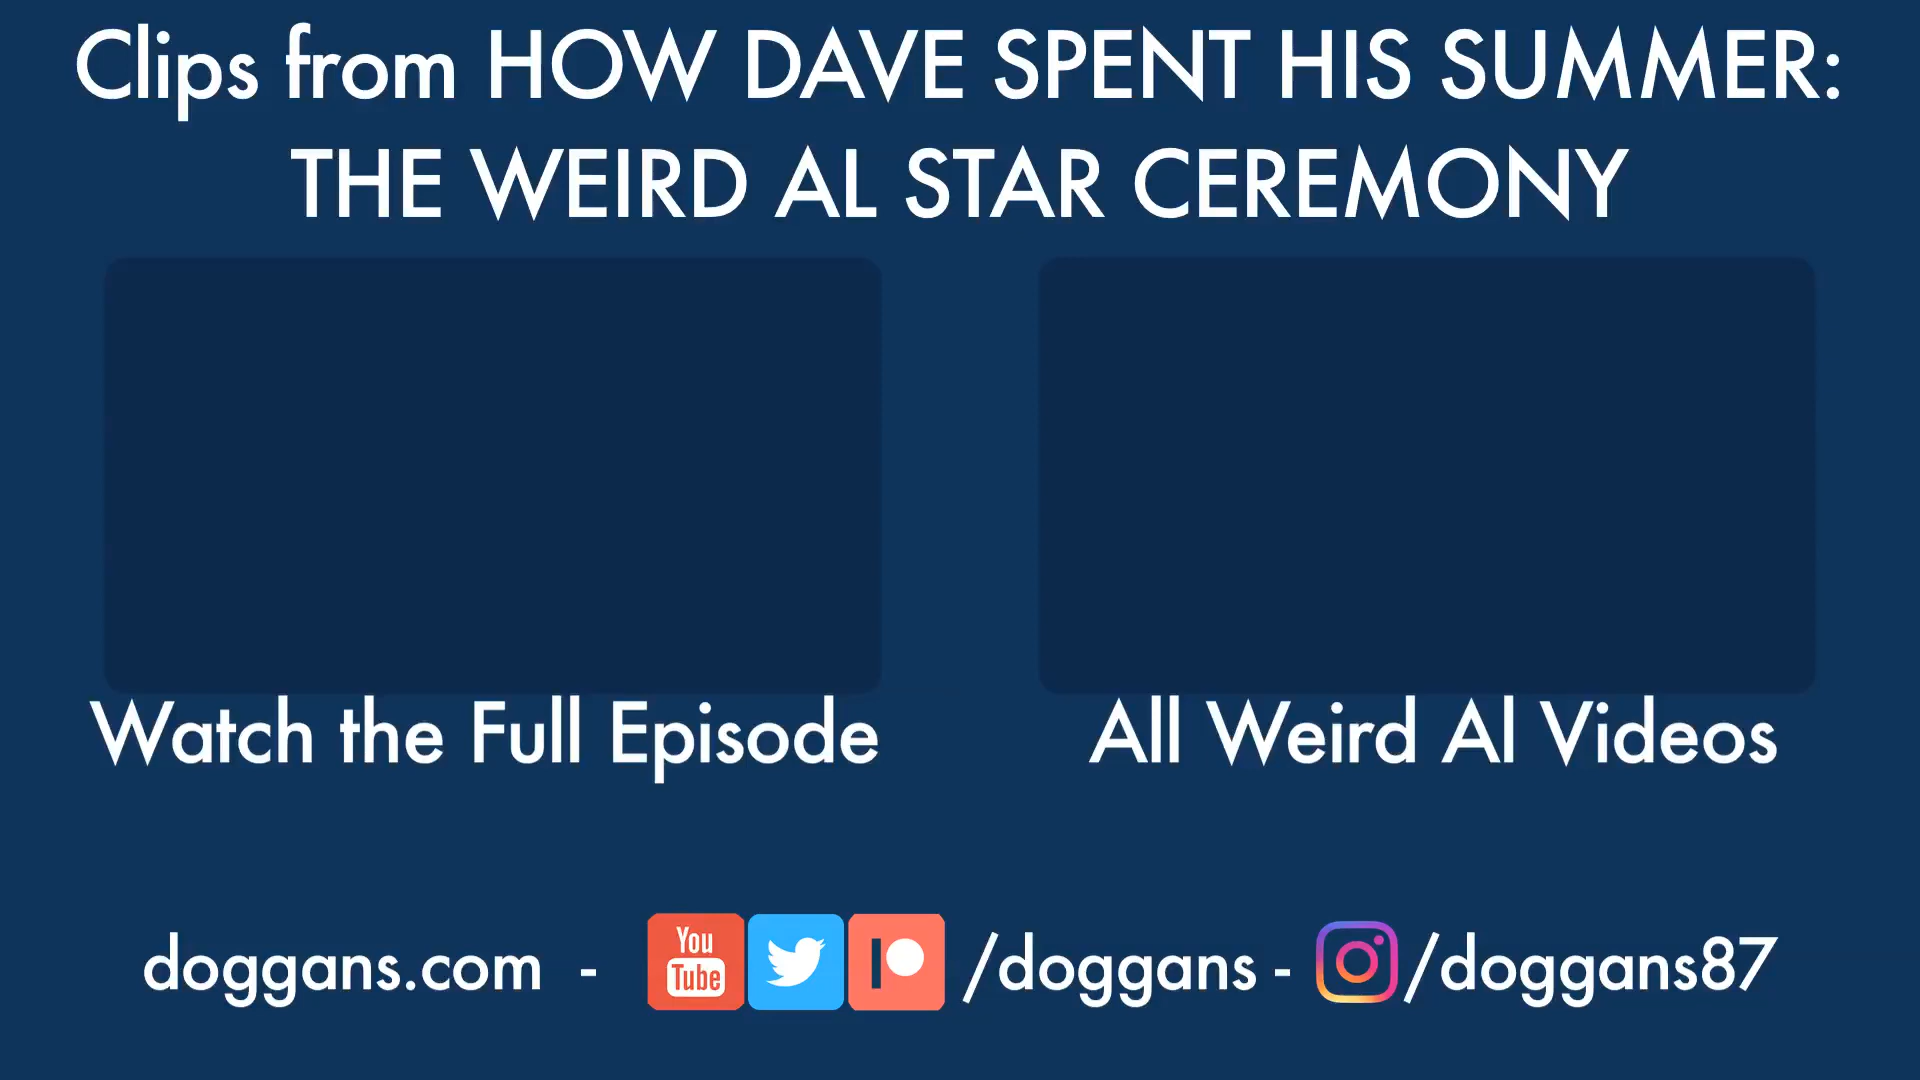 Clips from HOW DAVE SPENT HIS SUMMER:
THE WEIRD AL STAR CEREMONY
Watch the Full Episode
All Weird Al Videos
doggans.com - You Tube /doggans - /doggans87